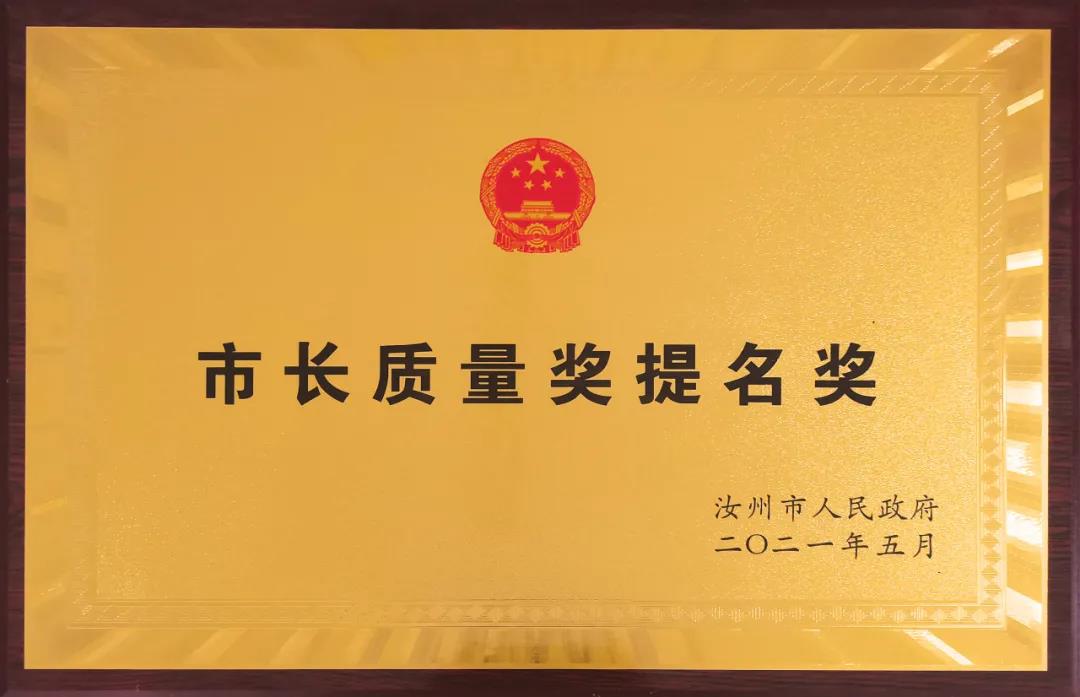 市长质量奖提名奖
汝州市人民政府
二〇二一年五月